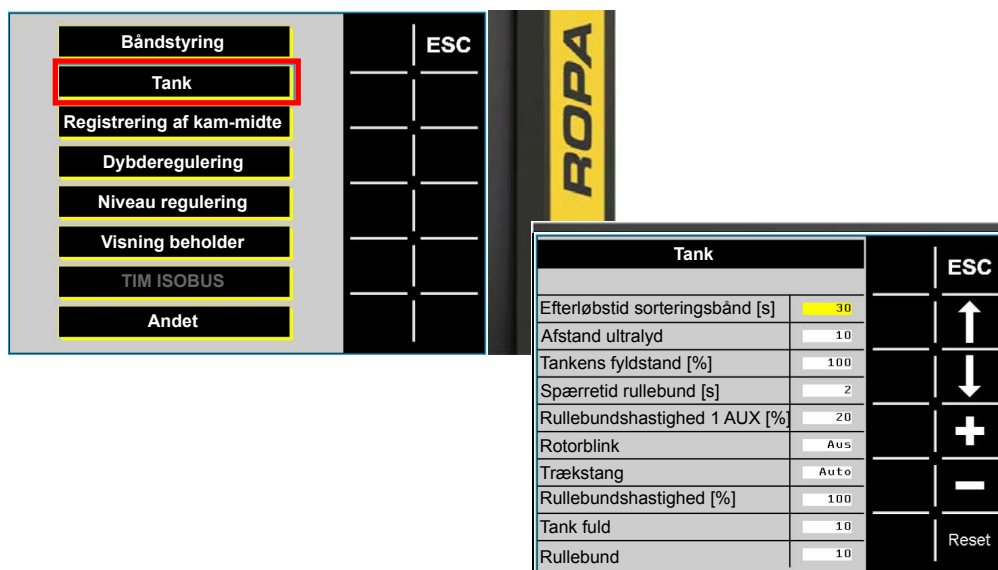 Båndstyring
ESC
Tank
Registrering af kam-midte
Dybderegulering
Niveau regulering
Visning beholder
TIM ISOBUS
Andet
ROPA
Tank
ESC
Efterløbstid sorteringsbånd [s] 30
Afstand ultralyd 10
Tankens fyldstand [%] 100
Spærretid rullebund [s] 2
Rullebundshastighed 1 AUX [%] 20
Rotorblink Aus
Trækstang Auto
Rullebundshastighed [%] 100
Tank fuld 10
Reset
Rullebund 10